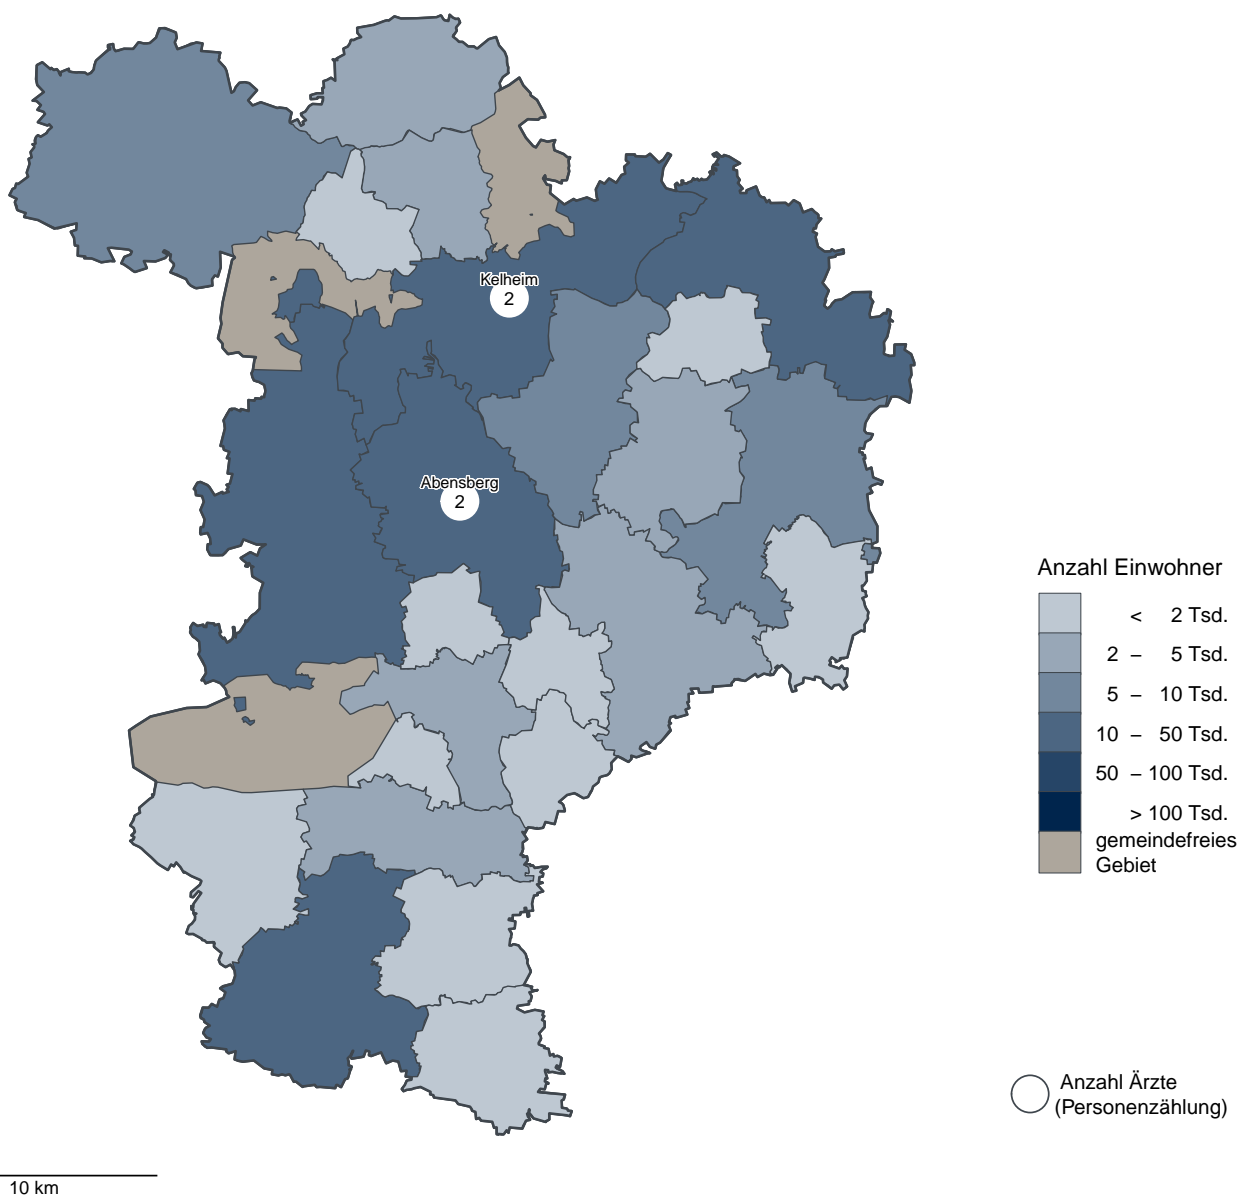 Kelheim
2
Abensberg
2
Anzahl Einwohner
< 2 Tsd.
2 – 5 Tsd.
5 – 10 Tsd.
10 – 50 Tsd.
50 – 100 Tsd.
> 100 Tsd.
gemeindefreies
Gebiet
Anzahl Ärzte
(Personenzählung)
10 km